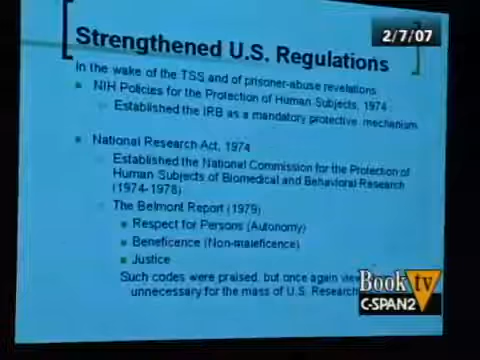 2/7/07
Strengthened U.S. Regulations
In the wake of the TSS and of prisoner-abuse revelations
NIH Policies for the Protection of Human Subjects, 1974
Established the IRB as a mandatory protective mechanism
National Research Act, 1974
Established the National Commission for the Protection of
Human Subjects of Biomedical and Behavioral Research
(1974-1978)
The Belmont Report (1979)
Respect for Persons (Autonomy)
Beneficence (Non-maleficence)
Justice
Such codes were praised, but once again
unnecessary for the mass of U.S. Research
Book tv
C-SPAN2